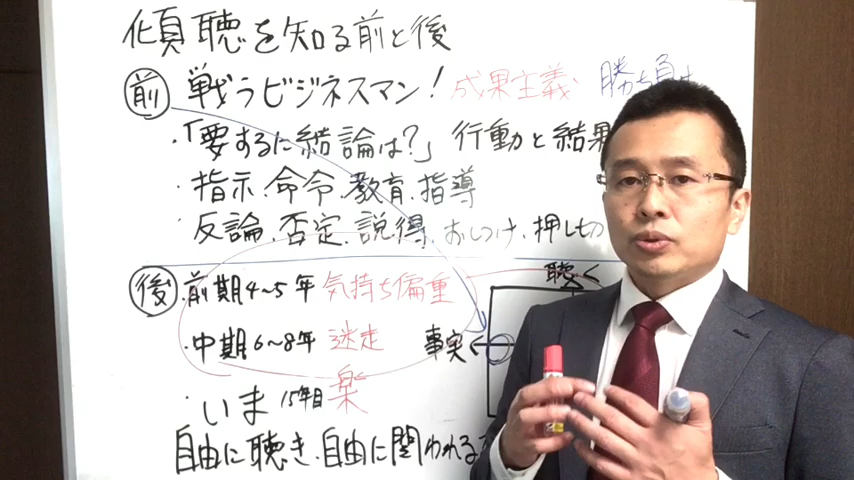 傾聴を知る前と後
前 戦うビジネスマン! 成果主義 勝ち負け
・「要するに結論は?」 行動と結果
・指示、命令、教育、指導
・反論、否定、説得、おしつけ、押し
後 ・前期4~5年 気持ち偏重 聴く
・中期6~8年 迷走 事実
・いま 15年目 楽
自由に聴き、自由に関われる